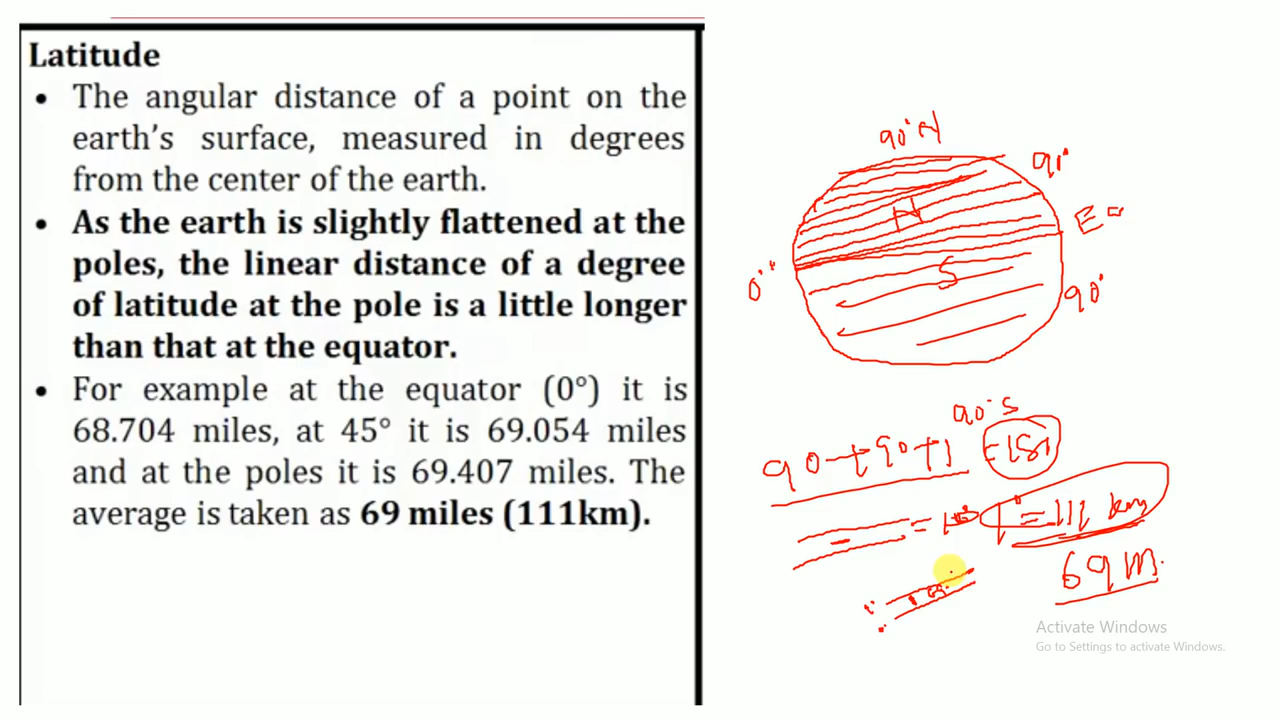 Latitude
• The angular distance of a point on the
earth's surface, measured in degrees
from the center of the earth.
• As the earth is slightly flattened at the
poles, the linear distance of a degree
of latitude at the pole is a little longer
than that at the equator.
• For example at the equator (0°) it is
68.704 miles, at 45° it is 69.054 miles
and at the poles it is 69.407 miles. The
average is taken as 69 miles (111km).
90°N
90°
N
E
S
0°
90°
90°S
90+90+1 =181
1°=111 km
69 m
Activate Windows
Go to Settings to activate Windows.